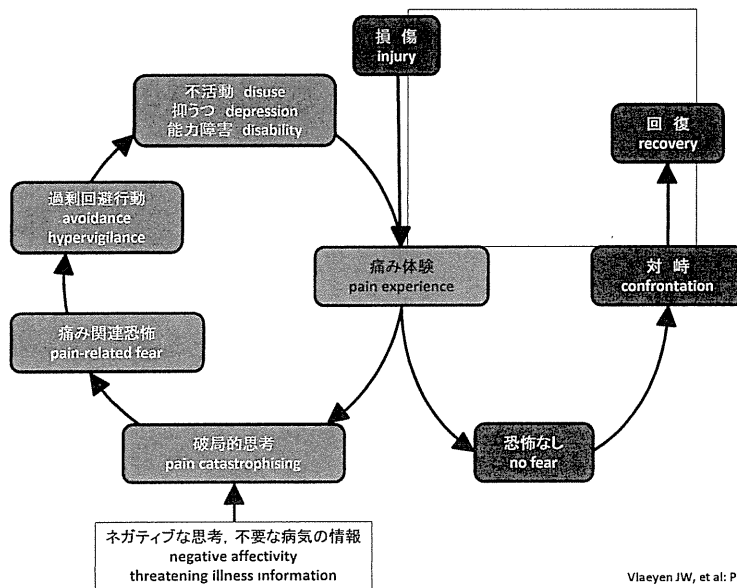 損 傷
injury
不活動 disuse
抑うつ depression
能力障害 disability
回 復
recovery
過剰回避行動
avoidance
hypervigilance
痛み体験
pain experience
対 峙
confrontation
痛み関連恐怖
pain-related fear
破局的思考
pain catastrophising
恐怖なし
no fear
ネガティブな思考，不要な病気の情報
negative affectivity
threatening illness information
Vlaeyen JW, et al: P